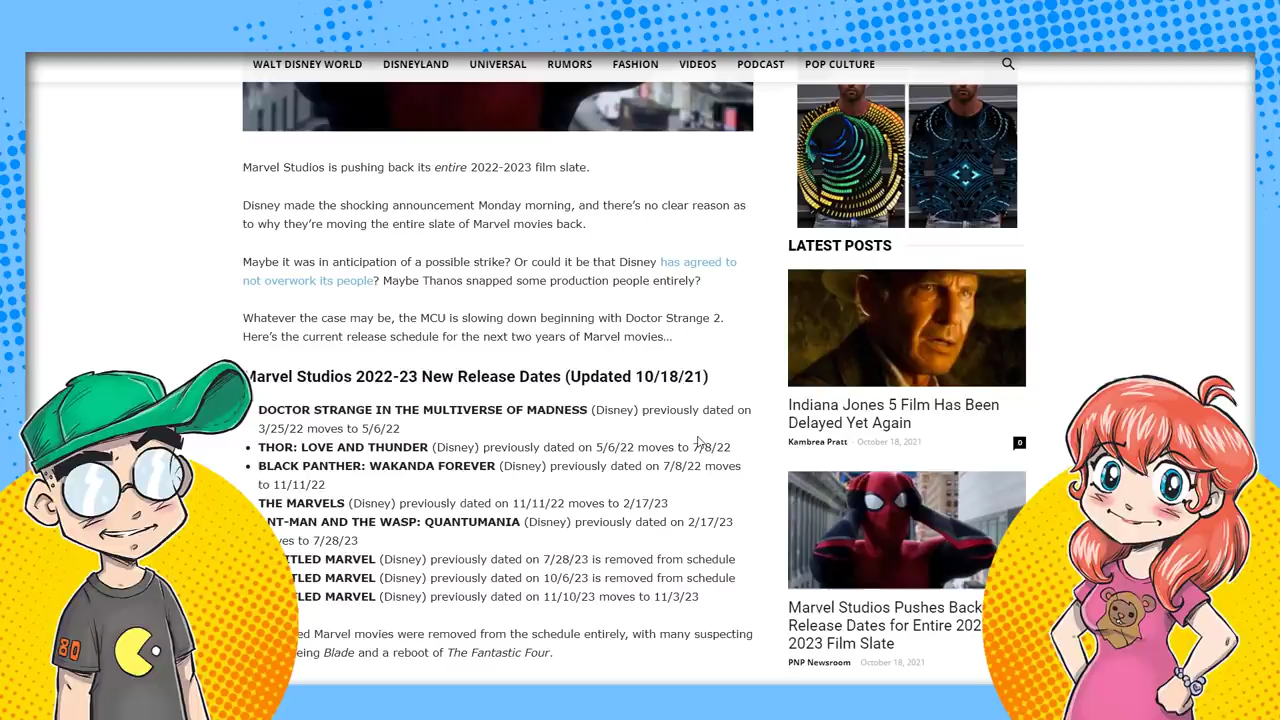 WALT DISNEY WORLD DISNEYLAND UNIVERSAL RUMORS FASHION VIDEOS PODCAST POP CULTURE
Marvel Studios is pushing back its entire 2022-2023 film slate.
Disney made the shocking announcement Monday morning, and there's no clear reason as
to why they're moving the entire slate of Marvel movies back.
Maybe it was in anticipation of a possible strike? Or could it be that Disney has agreed to
not overwork its people? Maybe Thanos snapped some production people entirely?
Whatever the case may be, the MCU is slowing down beginning with Doctor Strange 2.
Here's the current release schedule for the next two years of Marvel movies...
Marvel Studios 2022-23 New Release Dates (Updated 10/18/21)
DOCTOR STRANGE IN THE MULTIVERSE OF MADNESS (Disney) previously dated on
3/25/22 moves to 5/6/22
• THOR: LOVE AND THUNDER (Disney) previously dated on 5/6/22 moves to 7/8/22
• BLACK PANTHER: WAKANDA FOREVER (Disney) previously dated on 7/8/22 moves
to 11/11/22
THE MARVELS (Disney) previously dated on 11/11/22 moves to 2/17/23
NT-MAN AND THE WASP: QUANTUMANIA (Disney) previously dated on 2/17/23
es to 7/28/23
TLED MARVEL (Disney) previously dated on 7/28/23 is removed from schedule
TLED MARVEL (Disney) previously dated on 10/6/23 is removed from schedule
TLED MARVEL (Disney) previously dated on 11/10/23 moves to 11/3/23
ed Marvel movies were removed from the schedule entirely, with many suspecting
eing Blade and a reboot of The Fantastic Four.
LATEST POSTS
Indiana Jones 5 Film Has Been
Delayed Yet Again
Kambrea Pratt - October 18, 2021 0
Marvel Studios Pushes Back
Release Dates for Entire 202
2023 Film Slate
PNP Newsroom - October 18, 2021
80